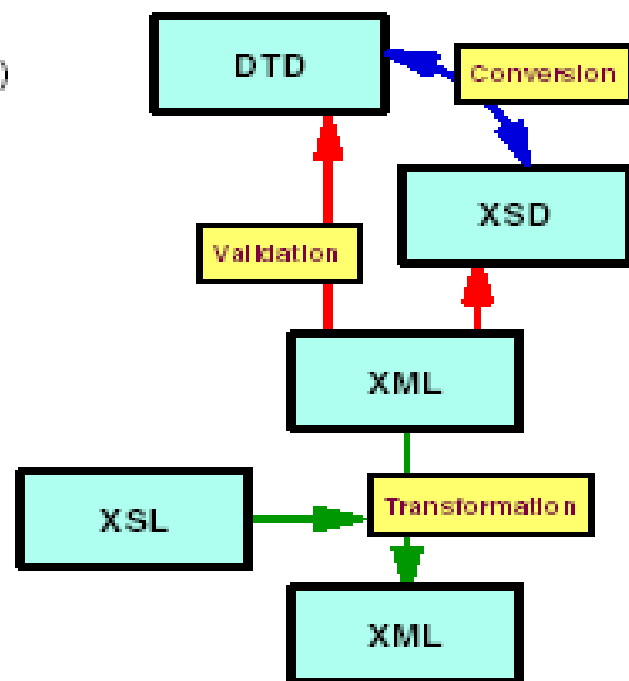 )
DTD
Conversion
XSD
Validation
XML
XSL
Transformation
XML